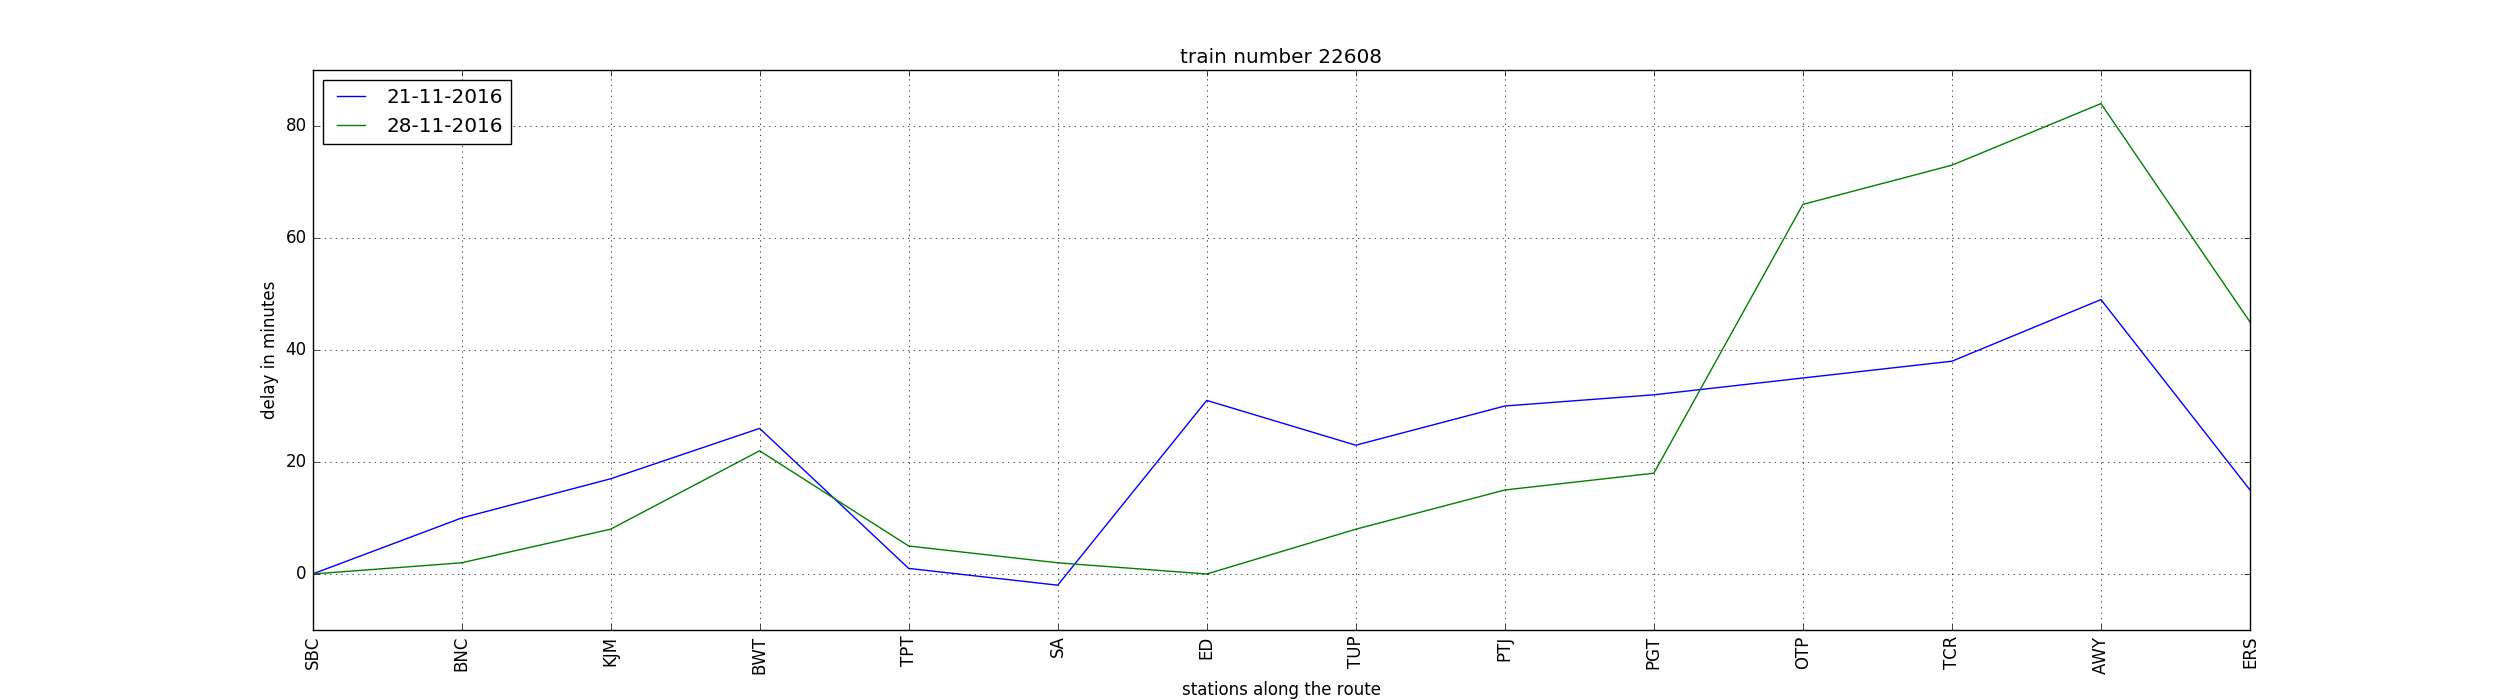 train number 22608
21-11-2016
28-11-2016
80
60
40
20
0
delay in minutes
SBC
BNC
KJM
BWT
TPT
SA
ED
TUP
PTJ
PGT
OTP
TCR
AWY
ERS
stations along the route